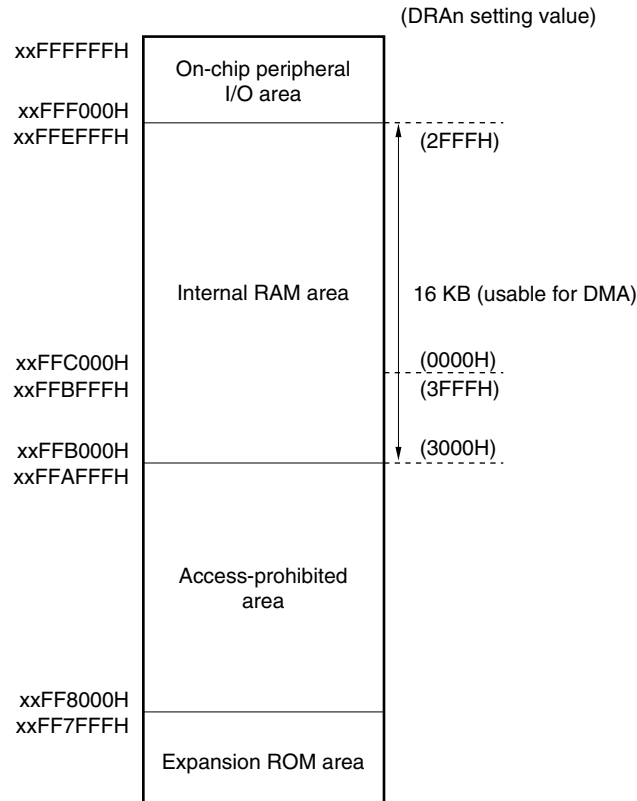 (DRAn setting value)
xxFFFFFFH
On-chip peripheral
I/O area
xxFFF000H
xxFFEFFFH
(2FFFH)
Internal RAM area
16 KB (usable for DMA)
xxFFC000H
(0000H)
xxFFBFFFH
(3FFFH)
xxFFB000H
(3000H)
xxFFAFFFH
Access-prohibited
area
xxFF8000H
xxFF7FFFH
Expansion ROM area